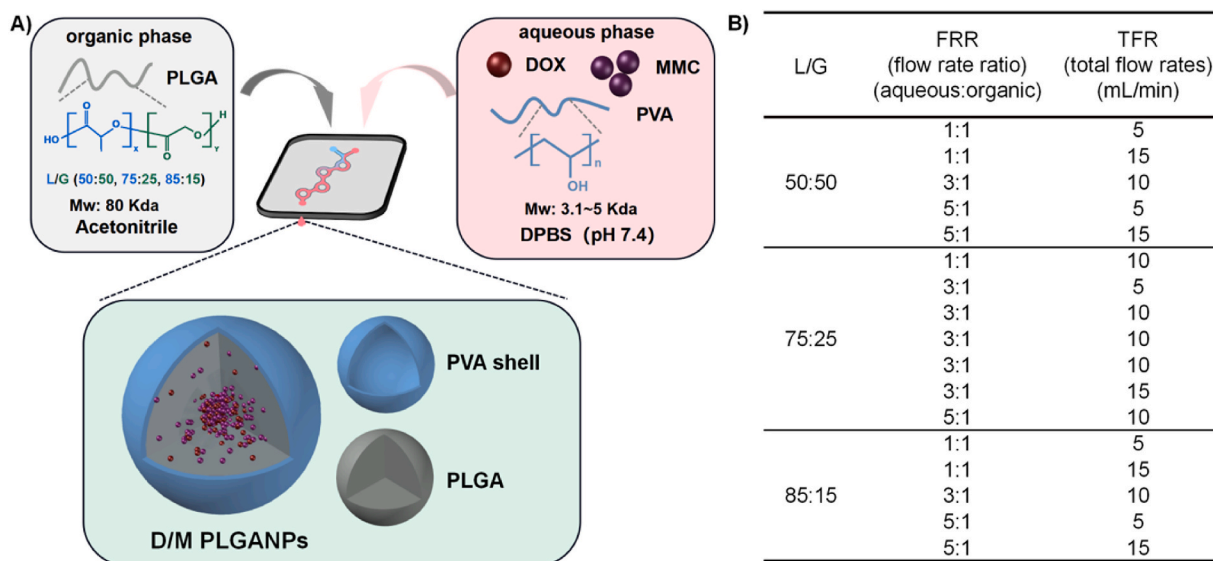 A)
organic phase
PLGA
O
HO
O
X
O
O
Y
H
L/G (50:50, 75:25, 85:15)
Mw: 80 Kda
Acetonitrile
aqueous phase
DOX
MMC
PVA
n
OH
Mw: 3.1~5 Kda
DPBS (pH 7.4)
PVA shell
PLGA
D/M PLGANPs
B)
L/G
FRR
(flow rate ratio)
(aqueous:organic)
TFR
(total flow rates)
(mL/min)
50:50
1:1 5
1:1 15
3:1 10
5:1 5
5:1 15
75:25
1:1 10
3:1 5
3:1 10
3:1 10
3:1 10
3:1 15
5:1 10
85:15
1:1 5
1:1 15
3:1 10
5:1 5
5:1 15